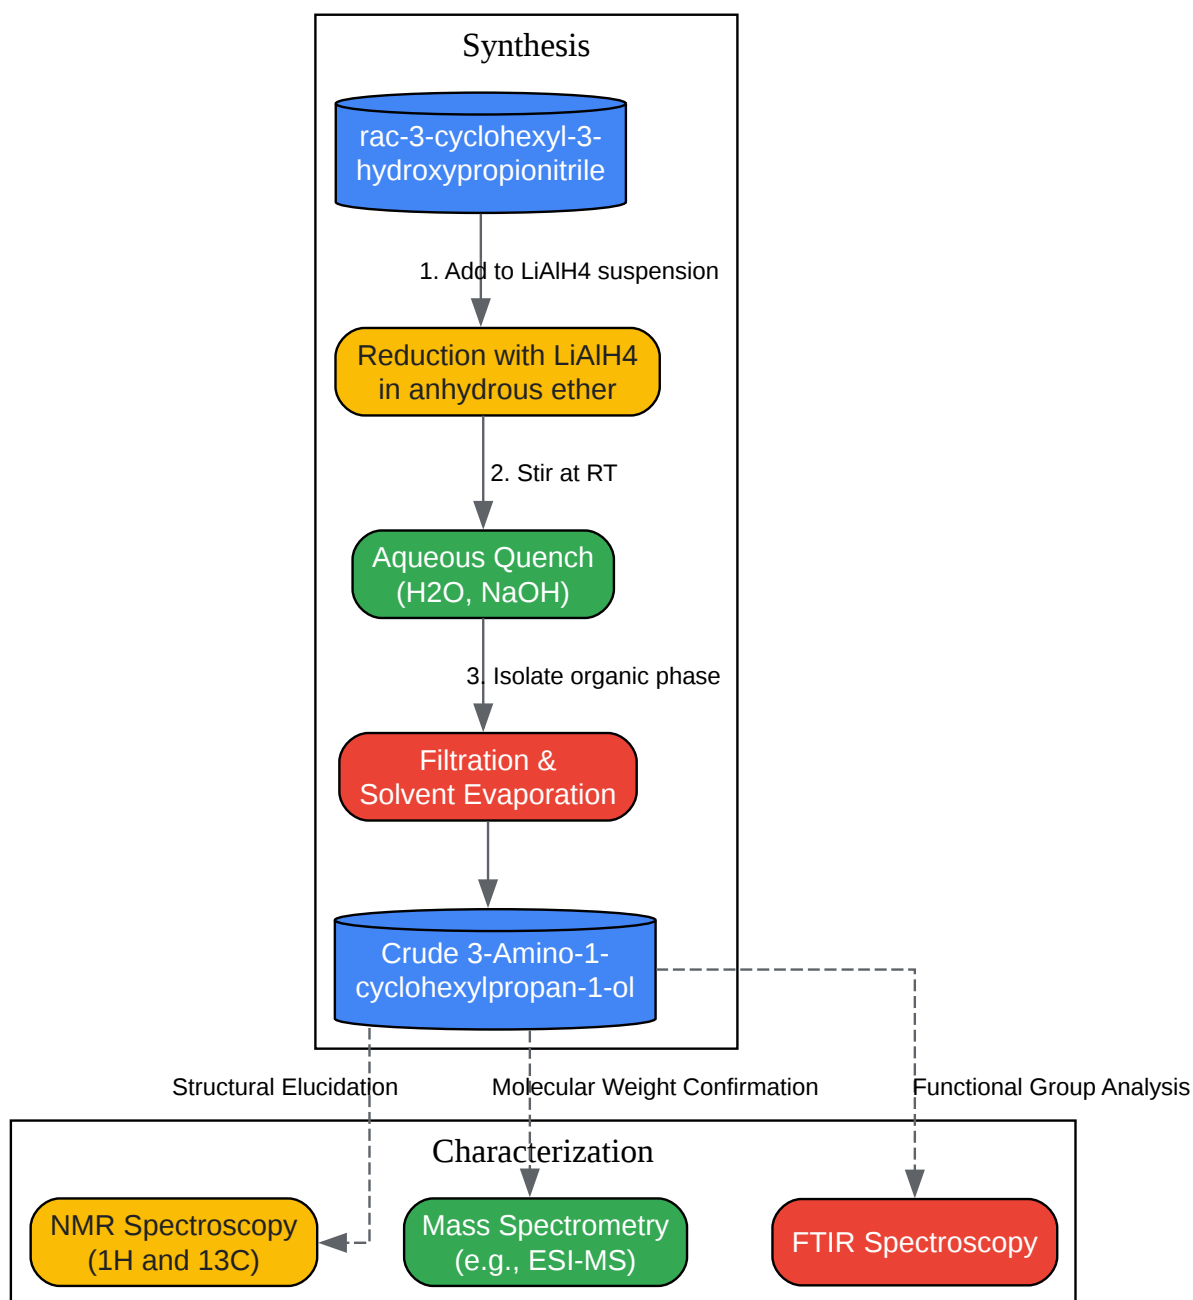 Synthesis
rac-3-cyclohexyl-3-
hydroxypropionitrile
1. Add to LiAlH4 suspension
Reduction with LiAlH4
in anhydrous ether
2. Stir at RT
Aqueous Quench
(H2O, NaOH)
3. Isolate organic phase
Filtration &
Solvent Evaporation
Crude 3-Amino-1-
cyclohexylpropan-1-ol
Structural Elucidation
Molecular Weight Confirmation
Functional Group Analysis
Characterization
NMR Spectroscopy
(1H and 13C)
Mass Spectrometry
(e.g., ESI-MS)
FTIR Spectroscopy